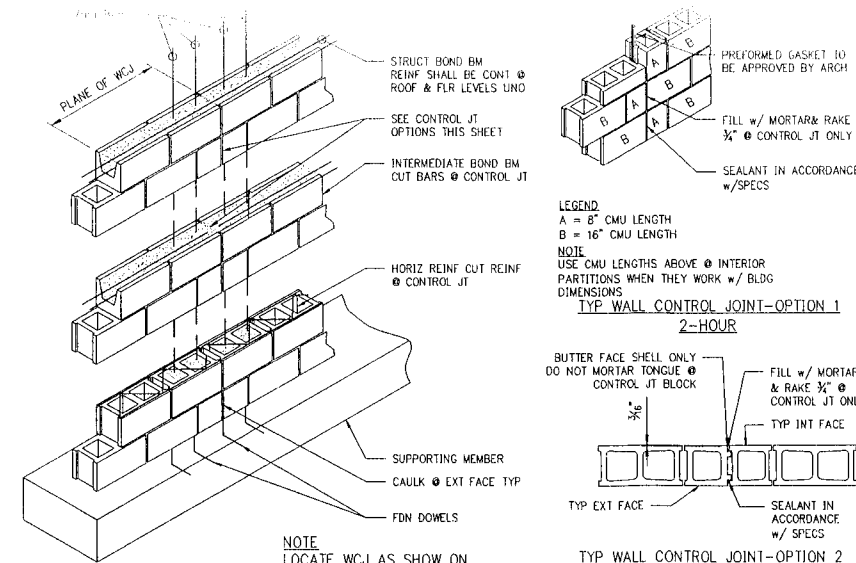 PLANE OF WCJ
STRUCT BOND BM
REINF SHALL BE CONT @
ROOF & FLR LEVELS UNO
SEE CONTROL JT
OPTIONS THIS SHEET
INTERMEDIATE BOND BM
CUT BARS @ CONTROL JT
HORIZ REINF CUT REINF
@ CONTROL JT
SUPPORTING MEMBER
CAULK @ EXT FACE TYP
FDN DOWELS
NOTE
LOCATE WCJ AS SHOW ON
PREFORMED GASKET TO
BE APPROVED BY ARCH
FILL w/ MORTAR& RAKE
¾" @ CONTROL JT ONLY
SEALANT IN ACCORDANCE
w/SPECS
A
B
A
B
B
A
B
B
A
LEGEND
A = 8" CMU LENGTH
B = 16" CMU LENGTH
NOTE
USE CMU LENGTHS ABOVE @ INTERIOR
PARTITIONS WHEN THEY WORK w/ BLDG
DIMENSIONS
TYP WALL CONTROL JOINT-OPTION 1
2-HOUR
BUTTER FACE SHELL ONLY
DO NOT MORTAR TONGUE @
CONTROL JT BLOCK
3/16"
FILL w/ MORTAR
& RAKE ¾" @
CONTROL JT ONL
TYP INT FACE
TYP EXT FACE
SEALANT IN
ACCORDANCE
w/ SPECS
TYP WALL CONTROL JOINT-OPTION 2